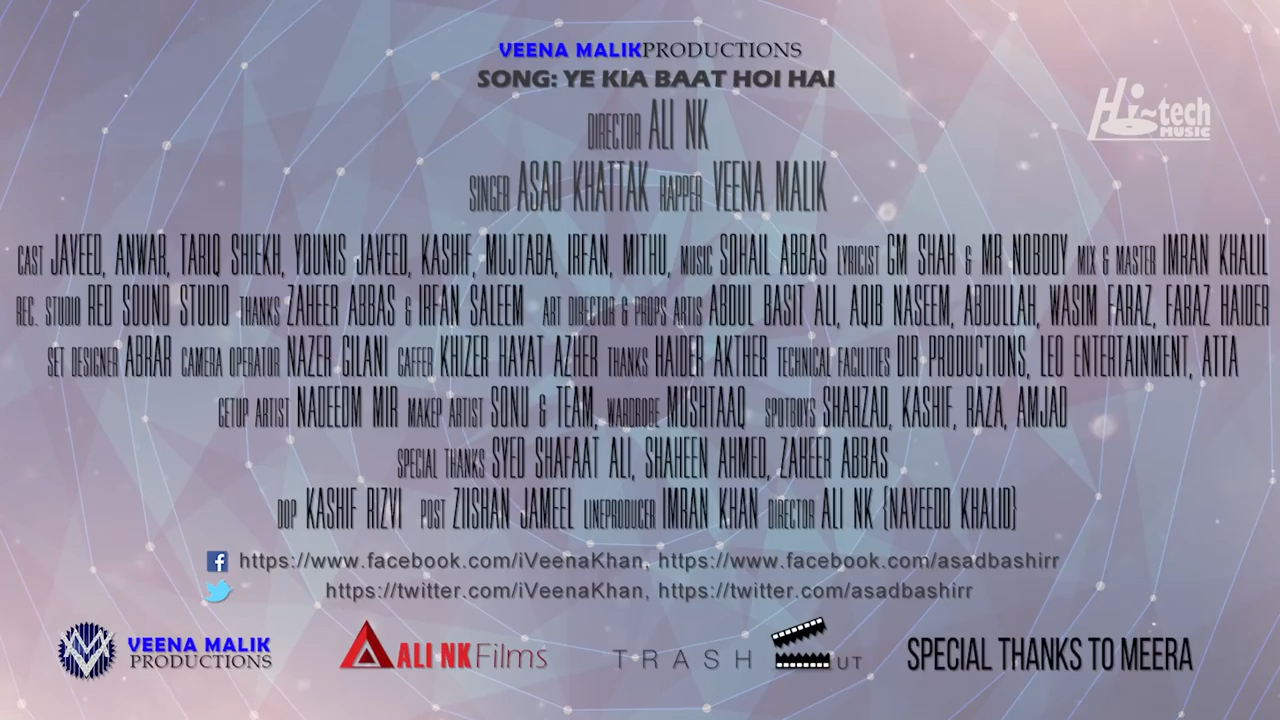 VEENA MALIKPRODUCTIONS
SONG: YE KIA BAAT HOI HAI
Hi~tech MUSIC
DIRECTOR ALI NK
SINGER ASAD KHATTAK RAPPER VEENA MALIK
CAST JAVEED, ANWAR, TARIQ SHIEKH, YOUNIS JAVEED, KASHIF, MUJTABA, IRFAN, MITHU, MUSIC SOHAIL ABBAS LYRICIST GM SHAH & MR NOBODY MIX & MASTER IMRAN KHALIL
REC. STUDIO RED SOUND STUDIO THANKS ZAHEER ABBAS & IRFAN SALEEM ART DIRECTOR & PROPS ARTIS ABDUL BASIT ALI, AQIB NASEEM, ABDULLAH, WASIM FARAZ, FARAZ HAIDER
SET DESIGNER ABRAR CAMERA OPERATOR NAZER GILANI GAFFER KHIZER HAYAT AZHER THANKS HAIDER AKTHER TECHNICAL FACILITIES DIR PRODUCTIONS, LEO ENTERTAINMENT, ATTA
GETUP ARTIST NADEEDM MIR MAKEP ARTIST SONU & TEAM, WARDROBE MUSHTAAQ SPOTBOYS SHAHZAD, KASHIF, RAZA, AMJAD
SPECIAL THANKS SYED SHAFAAT ALI, SHAHEEN AHMED, ZAHEER ABBAS
DOP KASHIF RIZVI POST ZIISHAN JAMEEL LINEPRODUCER IMRAN KHAN DIRECTOR ALI NK (NAVEEDD KHALID)
https://www.facebook.com/iVeenaKhan, https://www.facebook.com/asadbashirr
https://twitter.com/iVeenaKhan, https://twitter.com/asadbashirr
VEENA MALIK
PRODUCTIONS
ALI NK Films
TRASH UT
SPECIAL THANKS TO MEERA